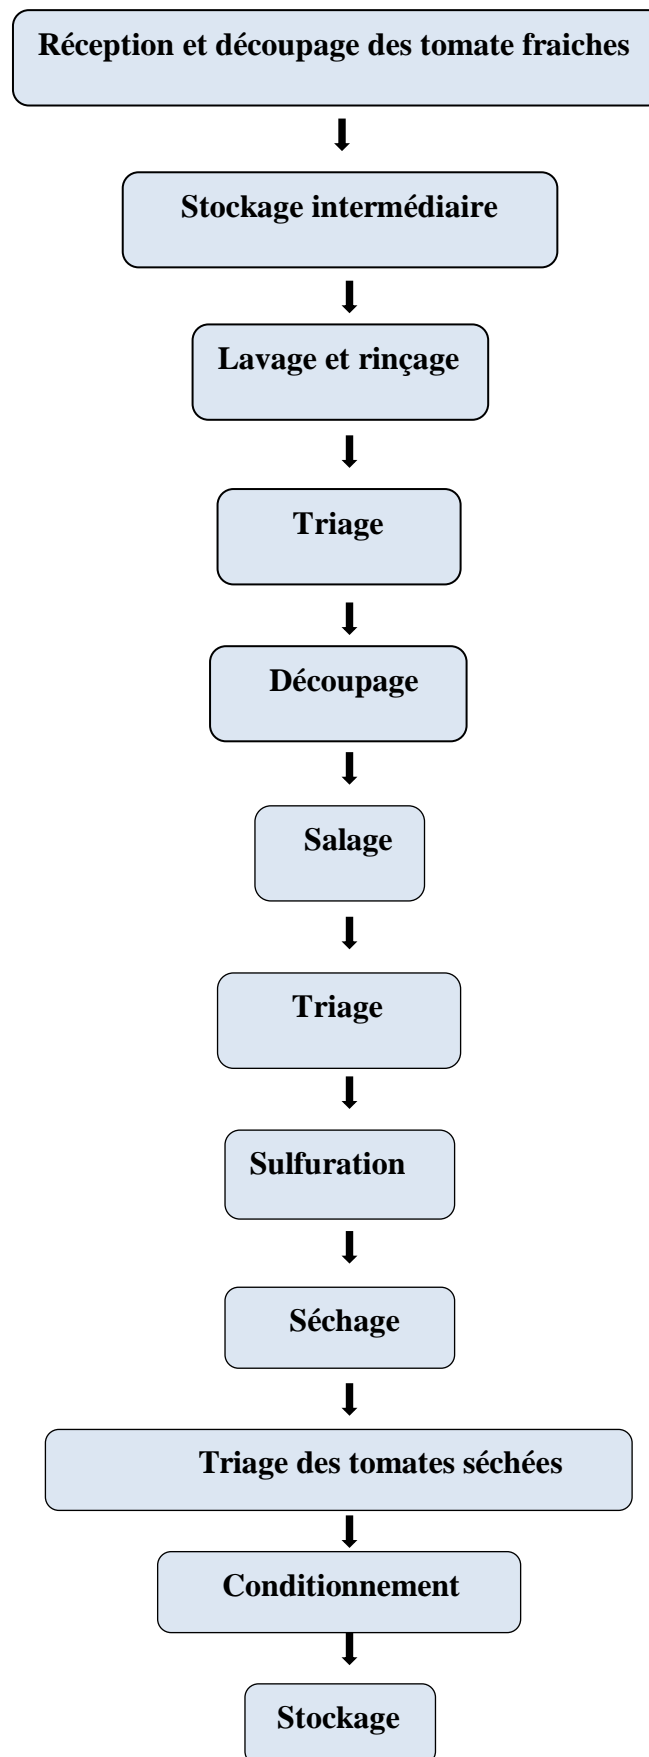 Réception et découpage des tomate fraiches
Stockage intermédiaire
Lavage et rinçage
Triage
Découpage
Salage
Triage
Sulfuration
Séchage
Triage des tomates séchées
Conditionnement
Stockage